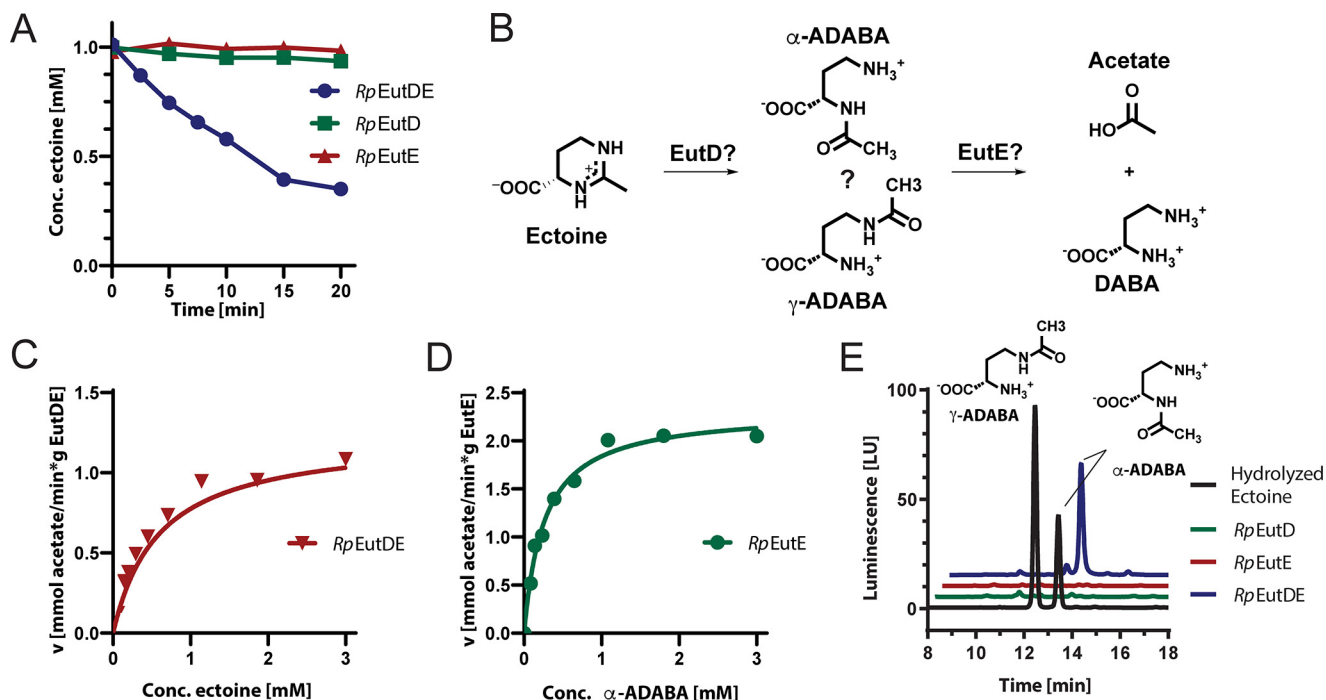 A
Conc. ectoine [mM]
1.0
0.5
0.0
0 5 10 15 20
Time [min]
RpEutDE
RpEutD
RpEutE
B
α-ADABA
NH₃⁺
⁻OOC
NH
O
CH₃
Acetate
O
HO
NH
+
N
H
⁻OOC
Ectoine
EutD?
?
EutE?
+
CH3
NH
O
⁻OOC
NH₃⁺
γ-ADABA
NH₃⁺
⁻OOC
NH₃⁺
DABA
C
v [mmol acetate/min*g EutDE]
1.5
1.0
0.5
0.0
0 1 2 3
Conc. ectoine [mM]
RpEutDE
D
v [mmol acetate/min*g EutE]
2.5
2.0
1.5
1.0
0.5
0.0
0 1 2 3
Conc. α-ADABA [mM]
RpEutE
E
Luminescence [LU]
100
50
0
8 10 12 14 16 18
Time [min]
CH3
N
H
O
⁻OOC
NH₃⁺
γ-ADABA
NH₃⁺
⁻OOC
NH
O
CH₃
α-ADABA
Hydrolyzed
Ectoine
RpEutD
RpEutE
RpEutDE